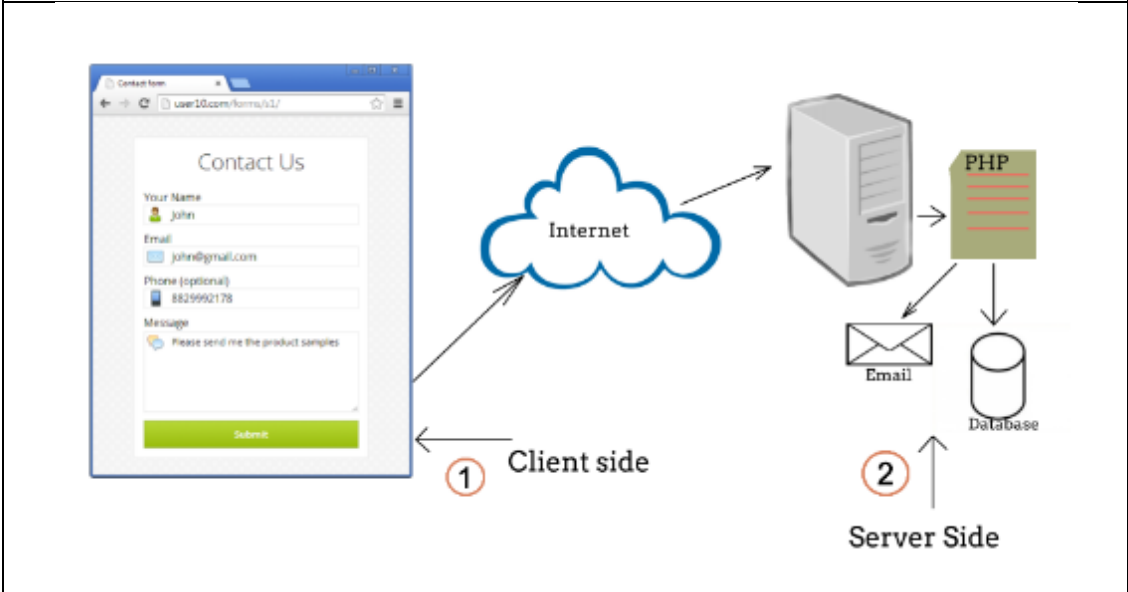 Contact form
user10.com/forms/s1/
Contact Us
Your Name
John
Email
john@gmail.com
Phone (optional)
8829992178
Message
Please send me the product samples
Submit
1
Client side
Internet
PHP
Email
Database
2
Server Side